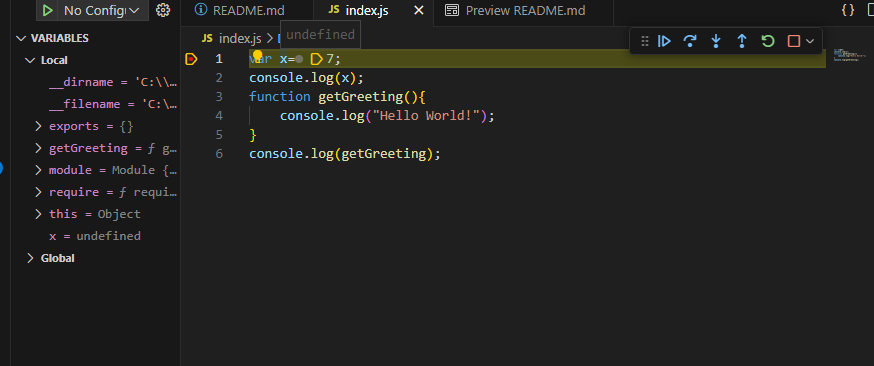 No Config
README.md
JS index.js
Preview README.md
{ }
VARIABLES
Local
__dirname = 'C:\\…
__filename = 'C:\…
exports = {}
getGreeting = ƒ g…
module = Module {…
require = ƒ requi…
this = Object
x = undefined
Global
JS index.js >
undefined
1 var x= 7;
2 console.log(x);
3 function getGreeting(){
4 console.log("Hello World!");
5 }
6 console.log(getGreeting);